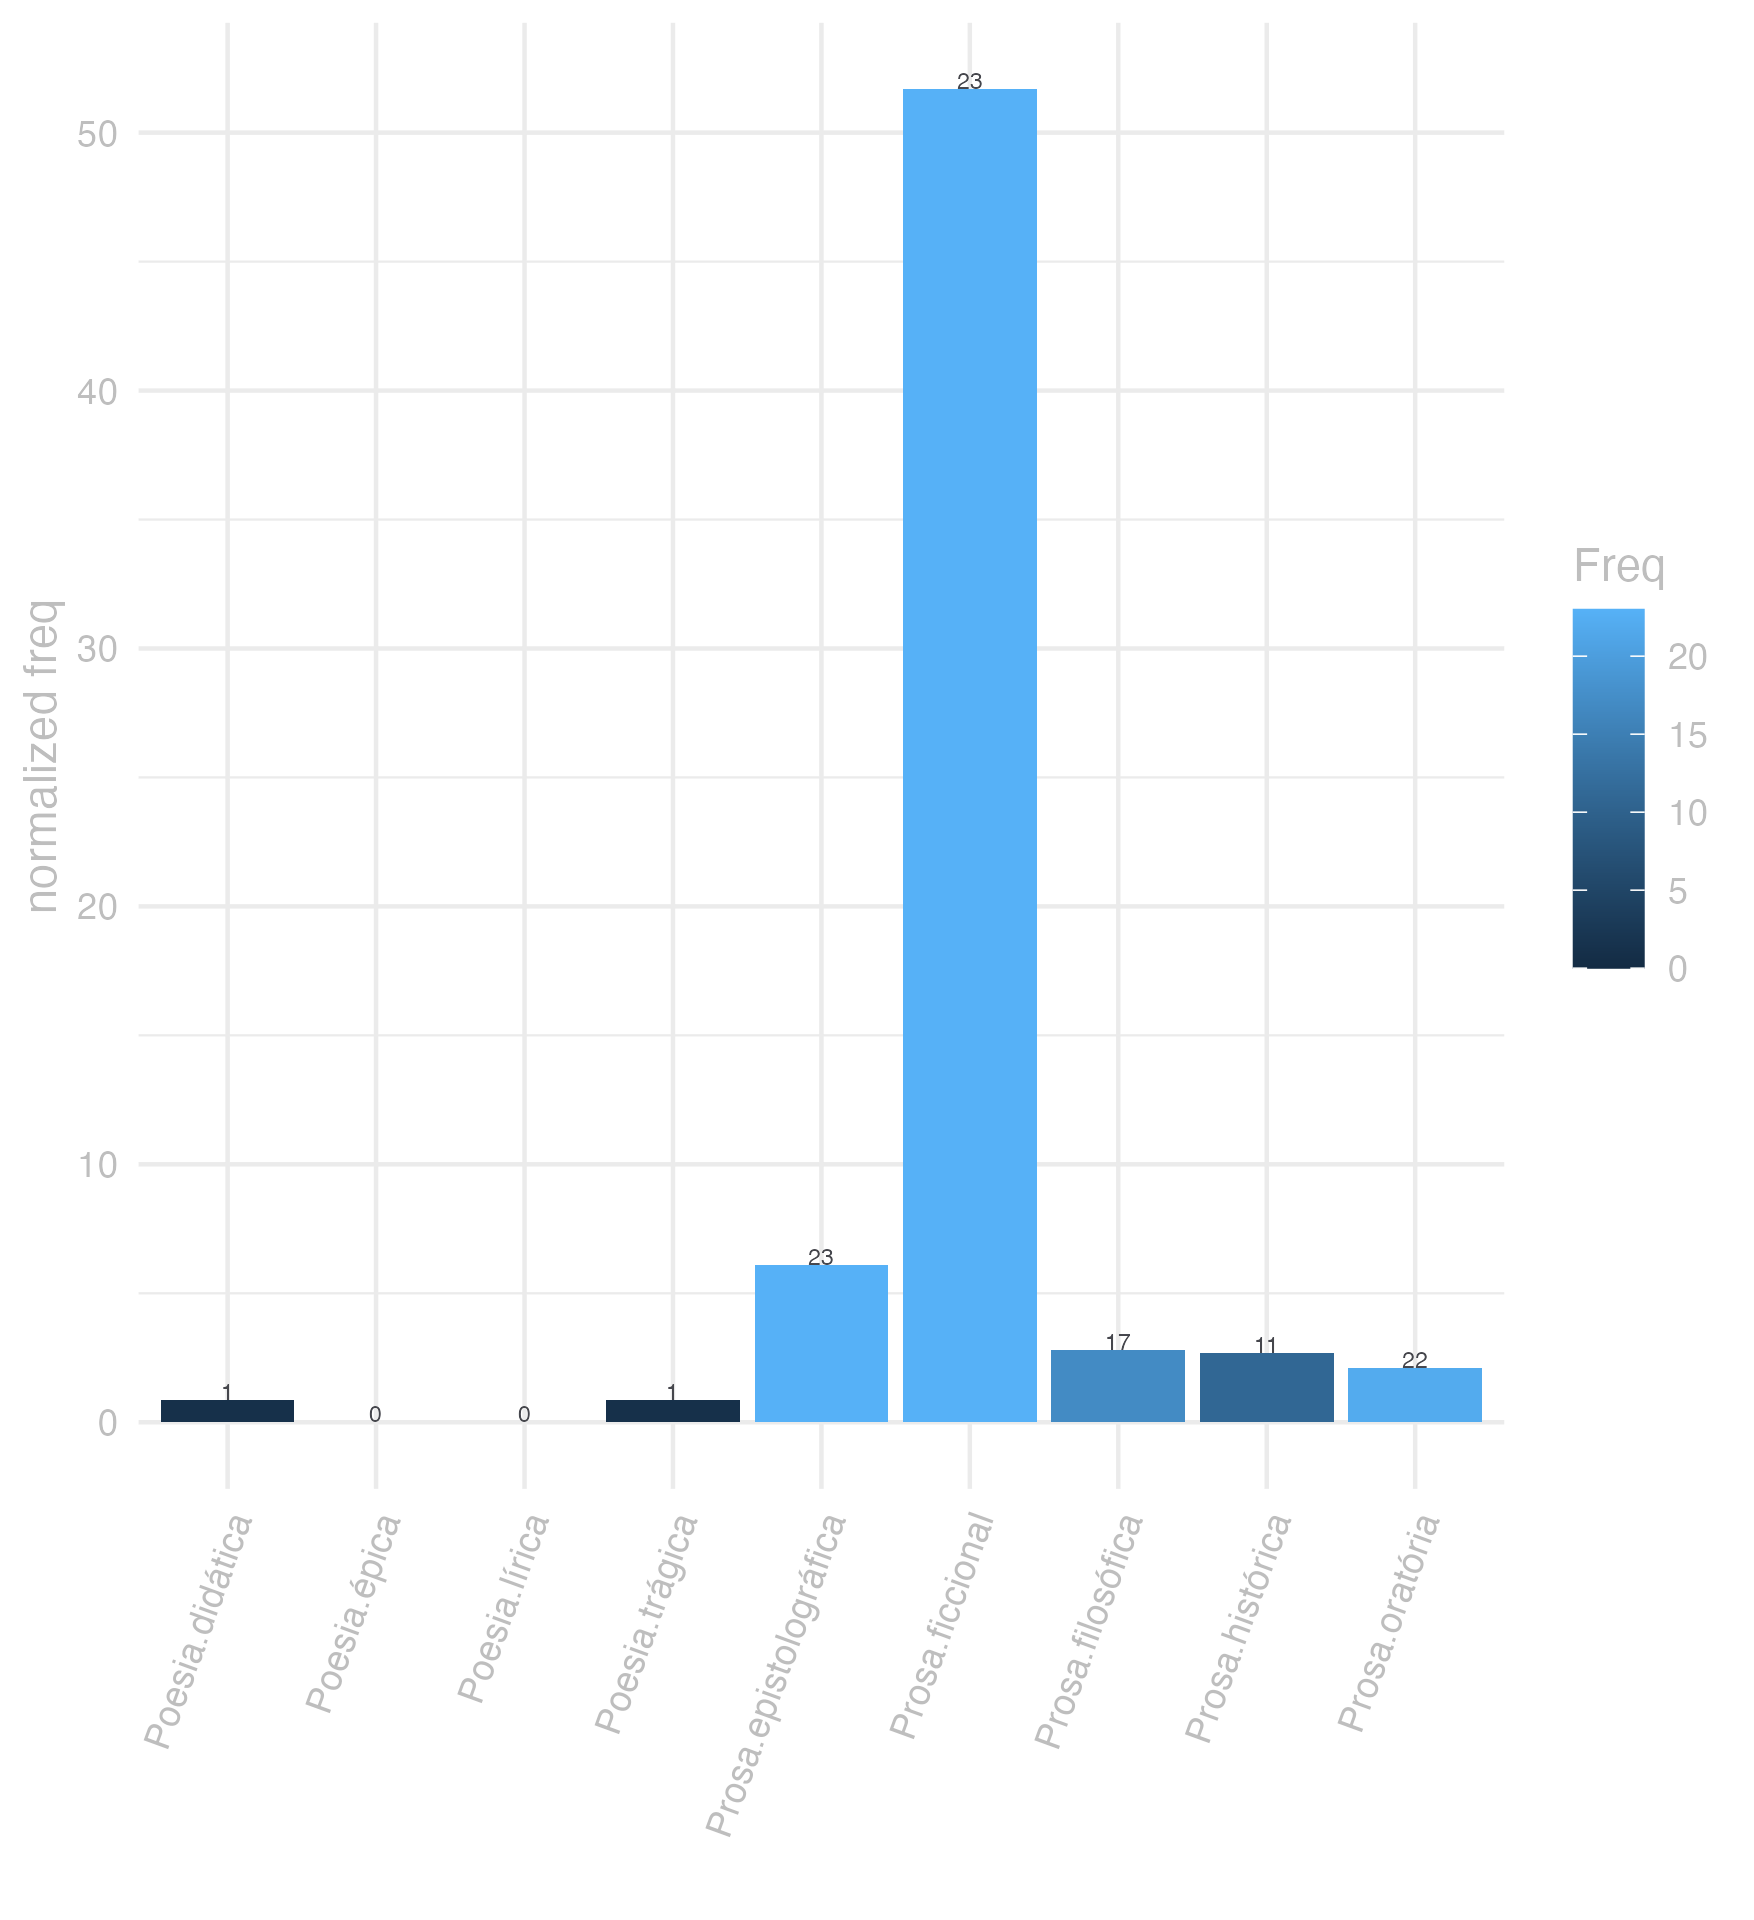 normalized freq
50
40
30
20
10
0
1
0
0
1
23
23
17
11
22
Poesia.didática
Poesia.épica
Poesia.lírica
Poesia.trágica
Prosa.epistolográfica
Prosa.ficcional
Prosa.filosófica
Prosa.histórica
Prosa.oratória
Freq
20
15
10
5
0